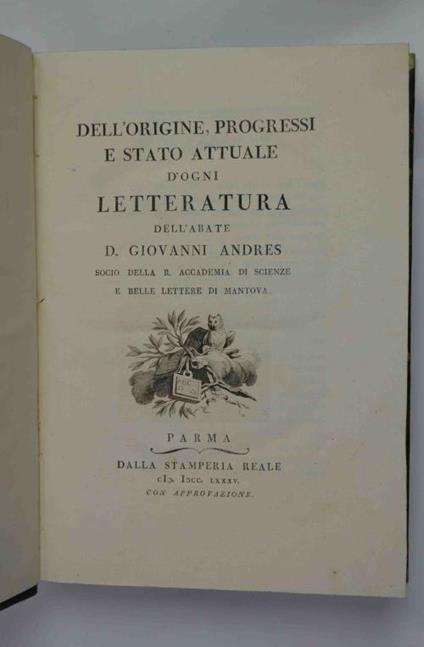 DELL'ORIGINE, PROGRESSI
E STATO ATTUALE
D'OGNI
LETTERATURA
DELL'ABATE
D. GIOVANNI ANDRES
SOCIO DELLA R. ACCADEMIA DI SCIENZE
E BELLE LETTERE DI MANTOVA.
PARMA
DALLA STAMPERIA REALE
cIↃ. IↃcc. LXXXV.
CON APPROVAZIONE.